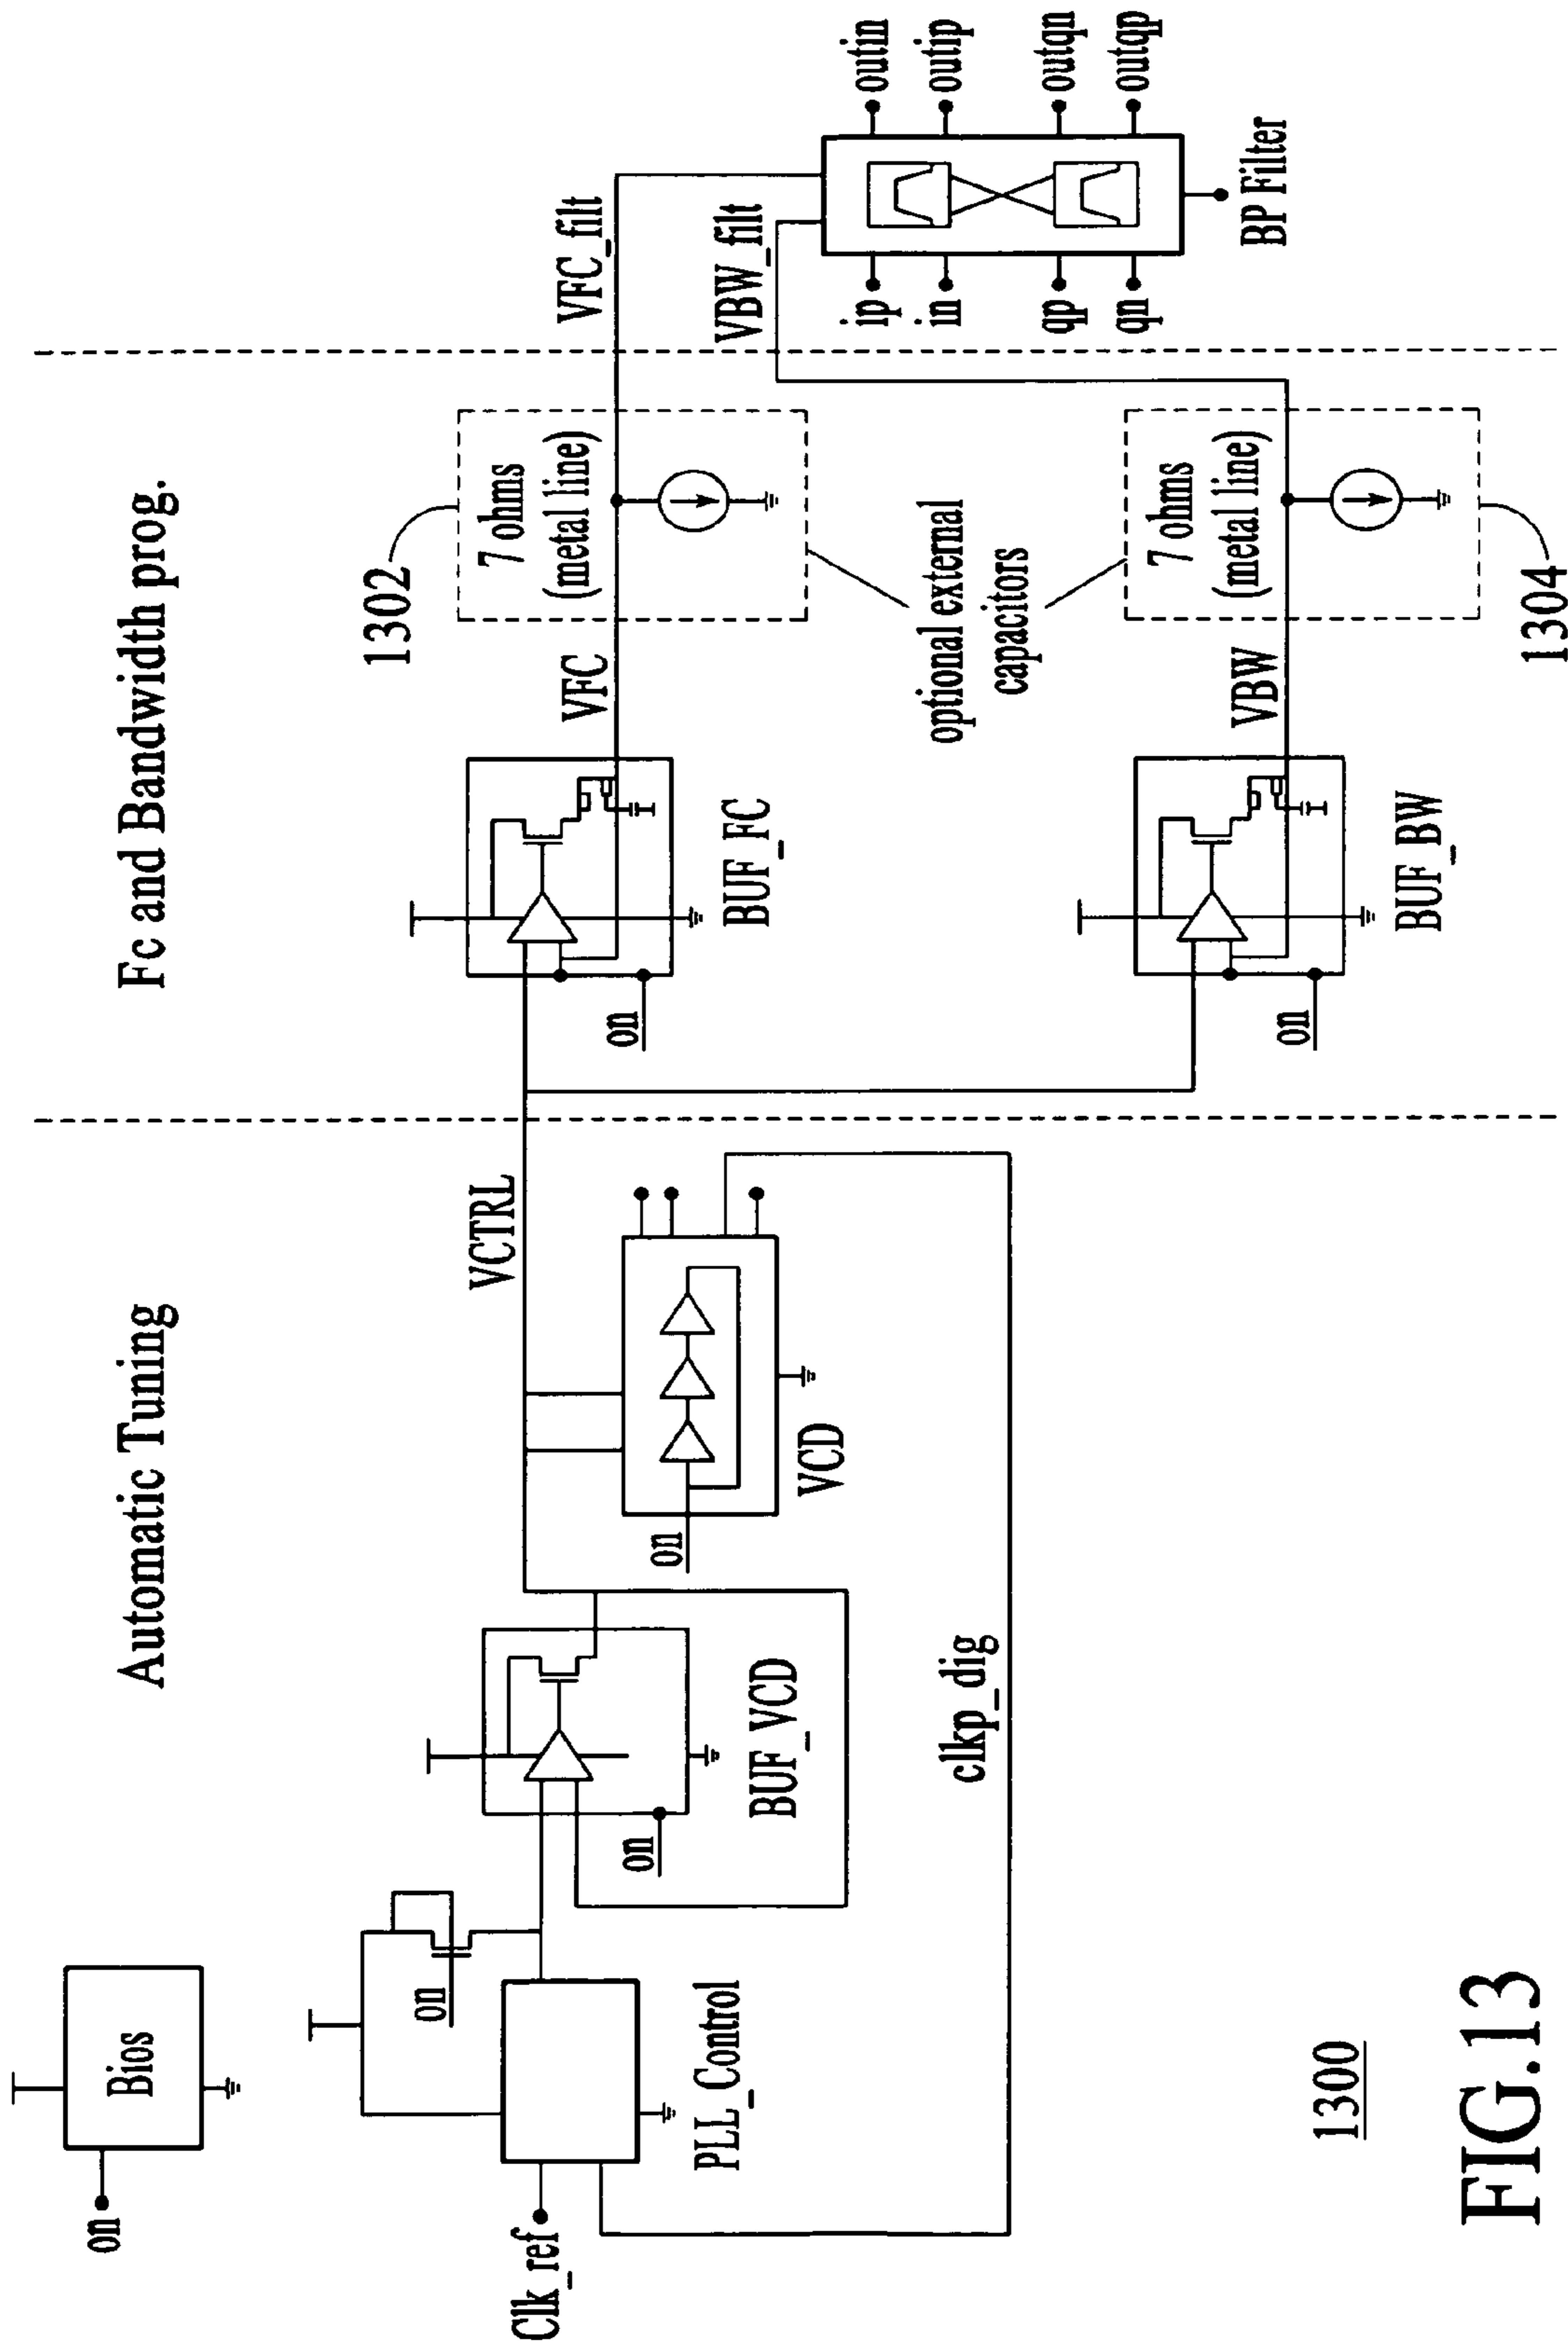 Automatic Tuning
Fc and Bandwidth prog.
on
Bios
Clk_ref
PLL_Control
on
on
BUF_VCD
clkp_dig
VCTRL
on
VCD
on
BUF_FC
VFC
1302
7 ohms
(metal line)
VFC_filt
optional external
capacitors
on
BUF_BW
VBW
7 ohms
(metal line)
1304
VBW_filt
ip
in
qp
qn
outin
outip
outqn
outqp
BP Filter
1300
FIG.13